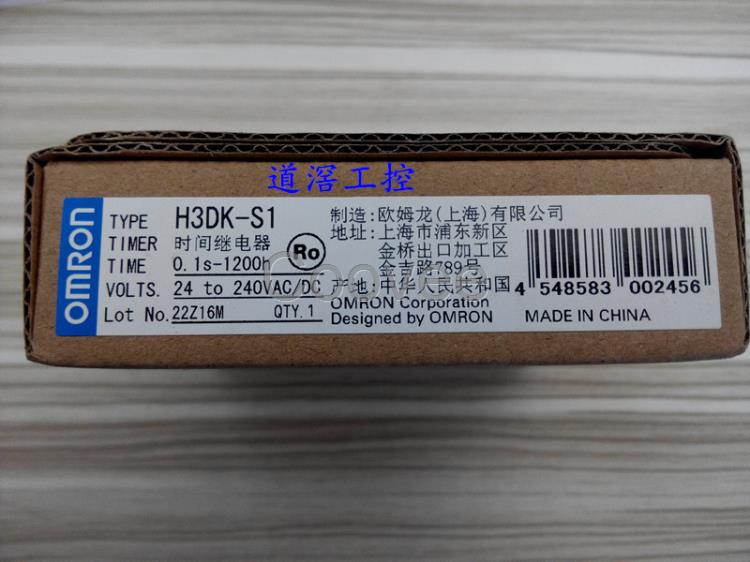 道滘工控
OMRON
TYPE H3DK-S1
TIMER 时间继电器
TIME 0.1s-1200h
VOLTS. 24 to 240VAC/DC
Lot No. 22Z16M QTY.1
Ro
制造:欧姆龙(上海)有限公司
地址:上海市浦东新区
金桥出口加工区
金吉路789号
产地:中华人民共和国
OMRON Corporation
Designed by OMRON
4 548583 002456
MADE IN CHINA